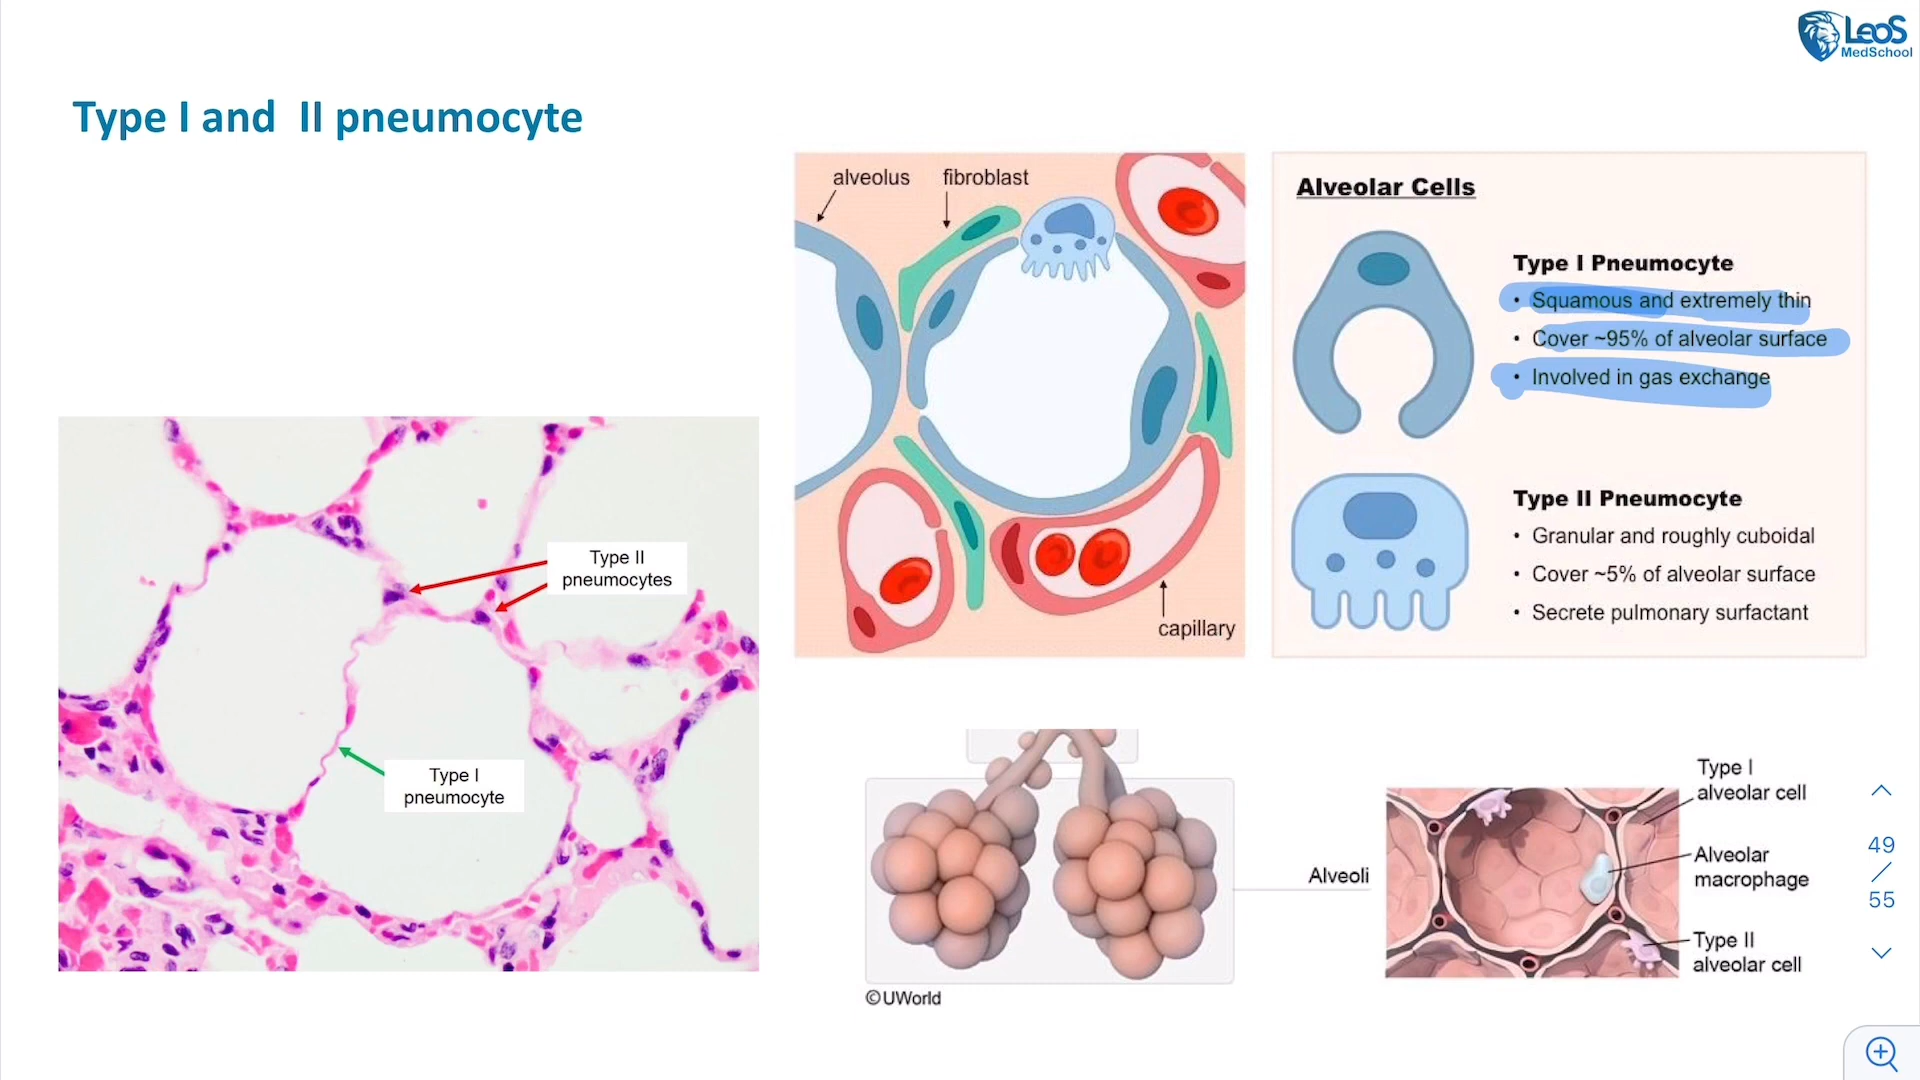 LeoS
MedSchool
Type I and II pneumocyte
alveolus
fibroblast
capillary
Alveolar Cells
Type I Pneumocyte
• Squamous and extremely thin
• Cover ~95% of alveolar surface
• Involved in gas exchange
Type II Pneumocyte
• Granular and roughly cuboidal
• Cover ~5% of alveolar surface
• Secrete pulmonary surfactant
Type II
pneumocytes
Type I
pneumocyte
Alveoli
©UWorld
Type I
alveolar cell
Alveolar
macrophage
Type II
alveolar cell
49
/
55